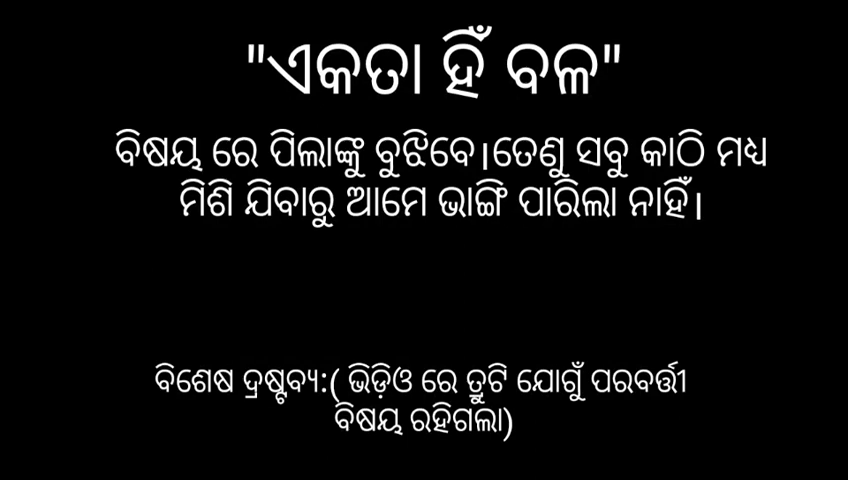 "ଏକତା ହିଁ ବଳ"
ବିଷୟ ରେ ପିଲାଙ୍କୁ ବୁଝିବେ।ତେଣୁ ସବୁ କାଠି ମଧ୍ୟ
ମିଶି ଯିବାରୁ ଆମେ ଭାଙ୍ଗି ପାରିଲା ନାହିଁ।
ବିଶେଷ ଦ୍ରଷ୍ଟବ୍ୟ:( ଭିଡ଼ିଓ ରେ ତ୍ରୁଟି ଯୋଗୁଁ ପରବର୍ତ୍ତୀ
ବିଷୟ ରହିଗଲା)